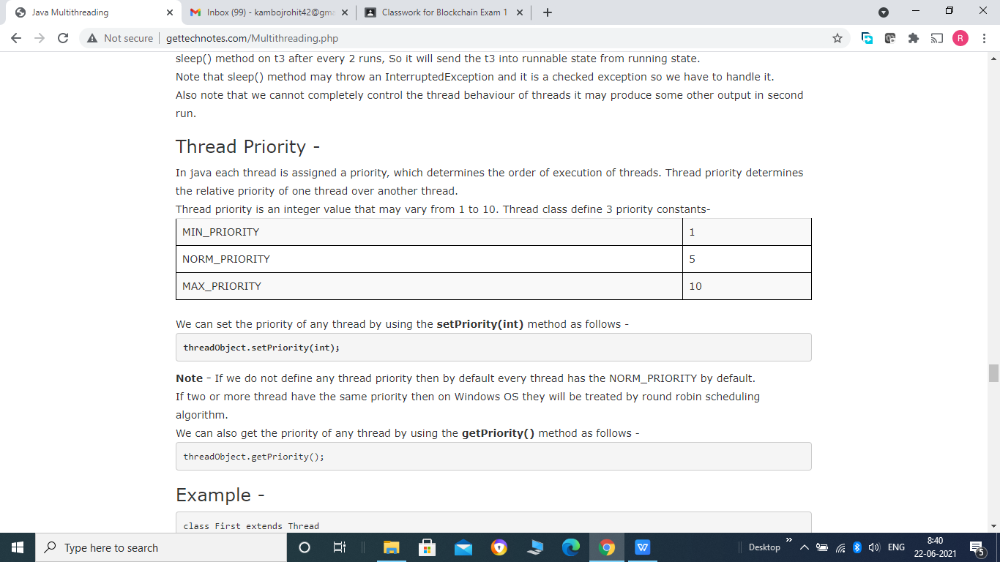 Java Multithreading
Inbox (99) - kambojrohit42@gma
Classwork for Blockchain Exam 1
Not secure
gettechnotes.com/Multithreading.php
R
sleep() method on t3 after every 2 runs, So it will send the t3 into runnable state from running state.
Note that sleep() method may throw an InterruptedException and it is a checked exception so we have to handle it.
Also note that we cannot completely control the thread behaviour of threads it may produce some other output in second
run.
Thread Priority -
In java each thread is assigned a priority, which determines the order of execution of threads. Thread priority determines
the relative priority of one thread over another thread.
Thread priority is an integer value that may vary from 1 to 10. Thread class define 3 priority constants-
MIN_PRIORITY 1
NORM_PRIORITY 5
MAX_PRIORITY 10
We can set the priority of any thread by using the setPriority(int) method as follows -
threadObject.setPriority(int);
Note - If we do not define any thread priority then by default every thread has the NORM_PRIORITY by default.
If two or more thread have the same priority then on Windows OS they will be treated by round robin scheduling
algorithm.
We can also get the priority of any thread by using the getPriority() method as follows -
threadObject.getPriority();
Example -
class First extends Thread
Type here to search
Desktop
ENG
8:40
22-06-2021
5